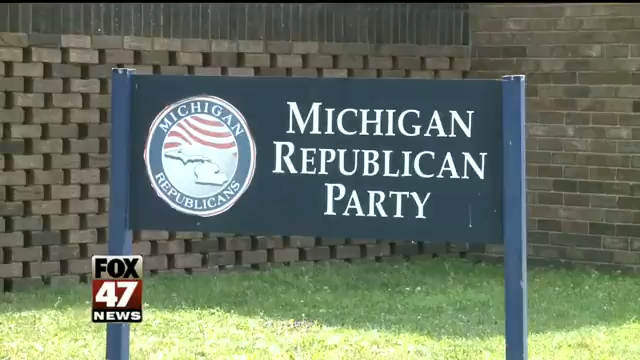 MICHIGAN
REPUBLICANS
MICHIGAN
REPUBLICAN
PARTY
FOX
47
NEWS